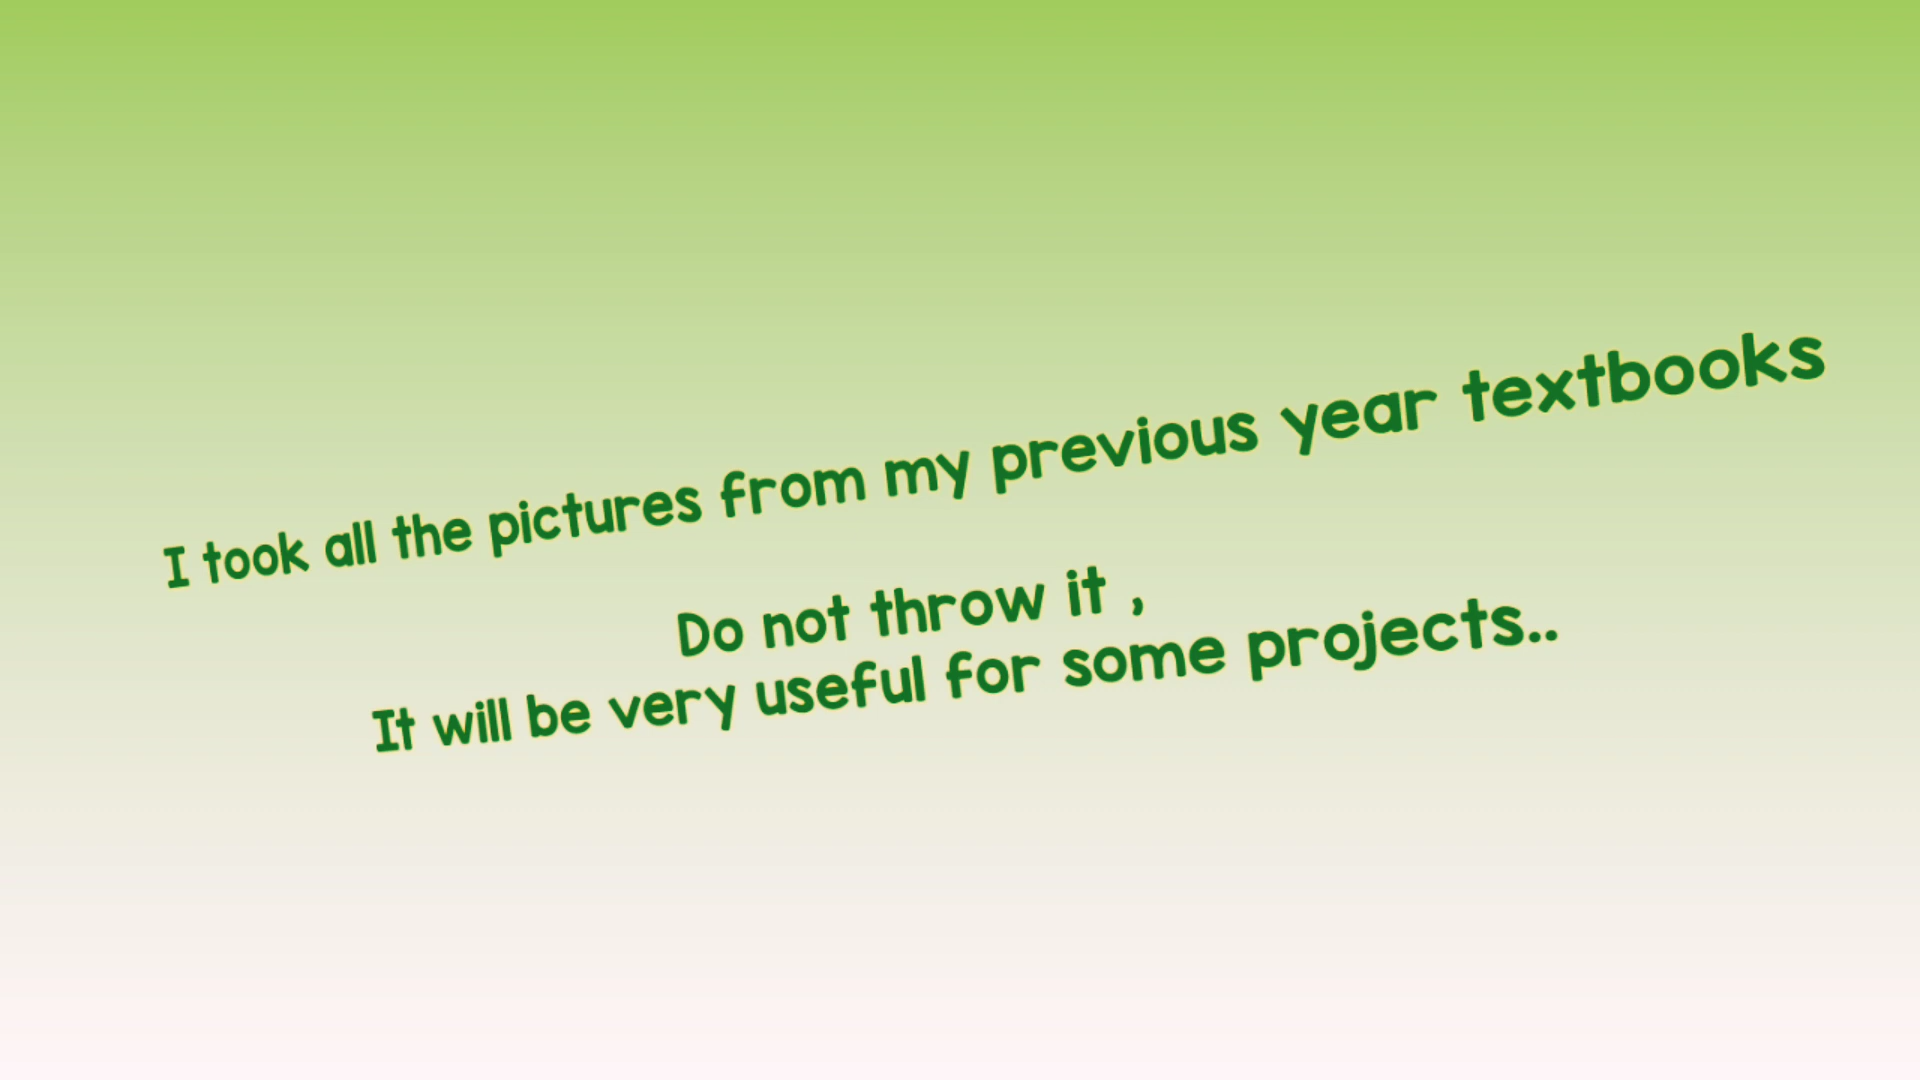 I took all the pictures from my previous year textbooks
Do not throw it ,
It will be very useful for some projects..